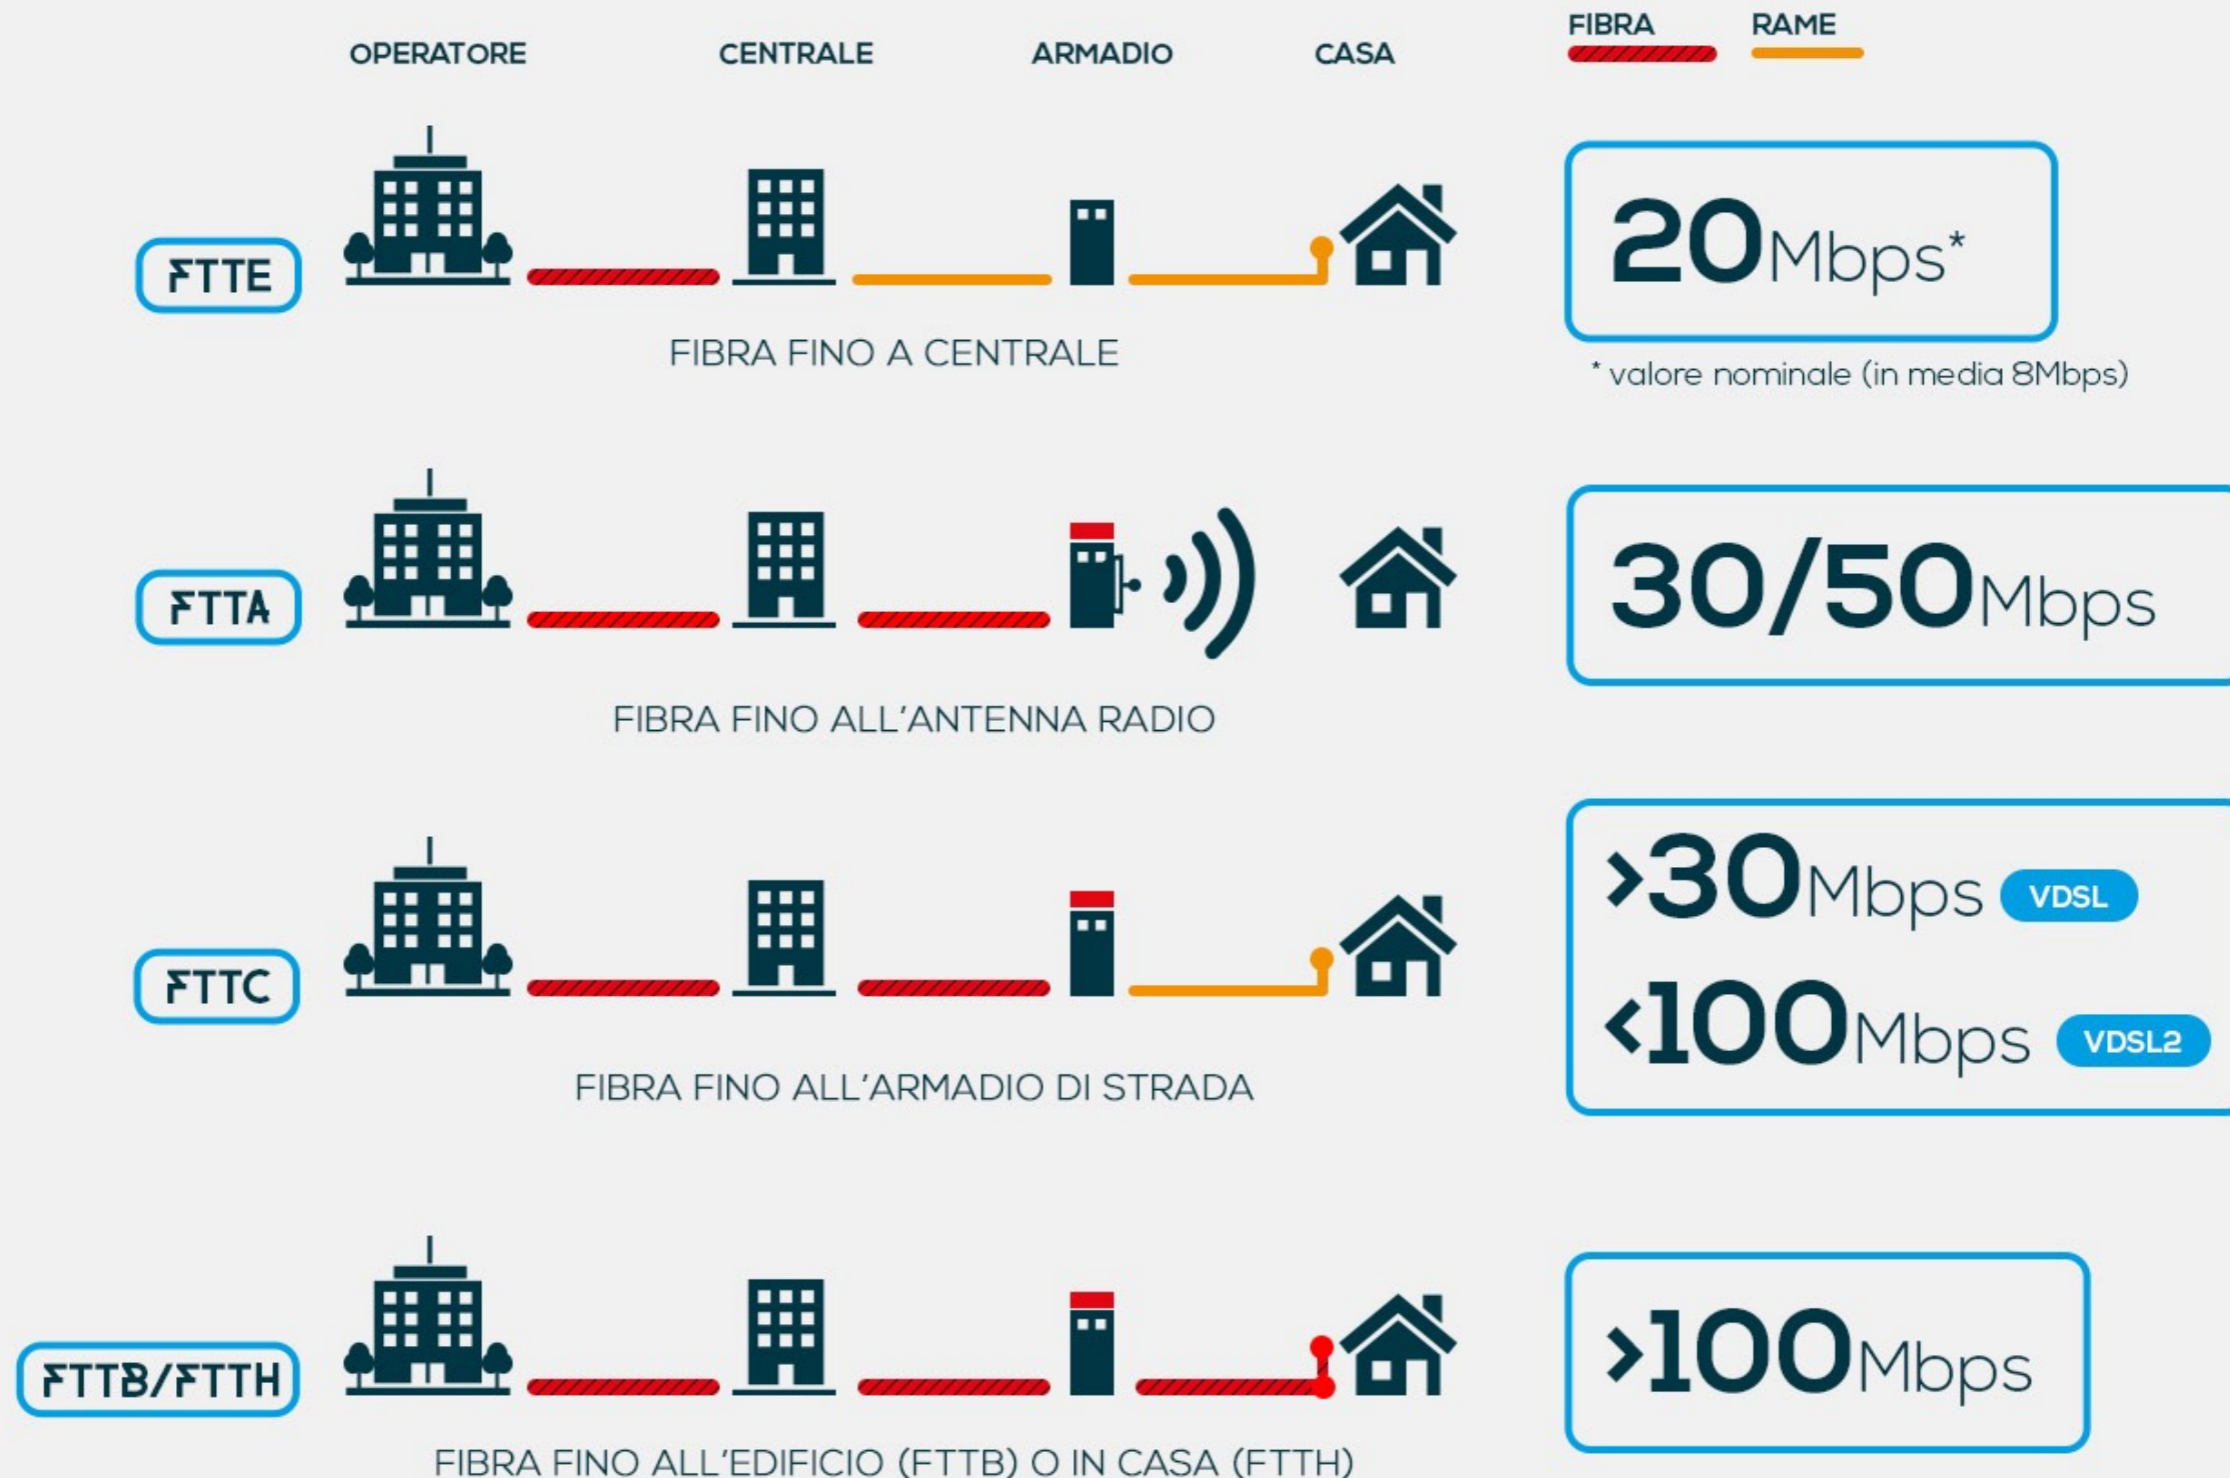 OPERATORE CENTRALE ARMADIO CASA FIBRA RAME
FTTE
20Mbps*
FIBRA FINO A CENTRALE
* valore nominale (in media 8Mbps)
FTTA
30/50Mbps
FIBRA FINO ALL'ANTENNA RADIO
FTTC
>30Mbps VDSL
<100Mbps VDSL2
FIBRA FINO ALL'ARMADIO DI STRADA
FTTB/FTTH
>100Mbps
FIBRA FINO ALL'EDIFICIO (FTTB) O IN CASA (FTTH)